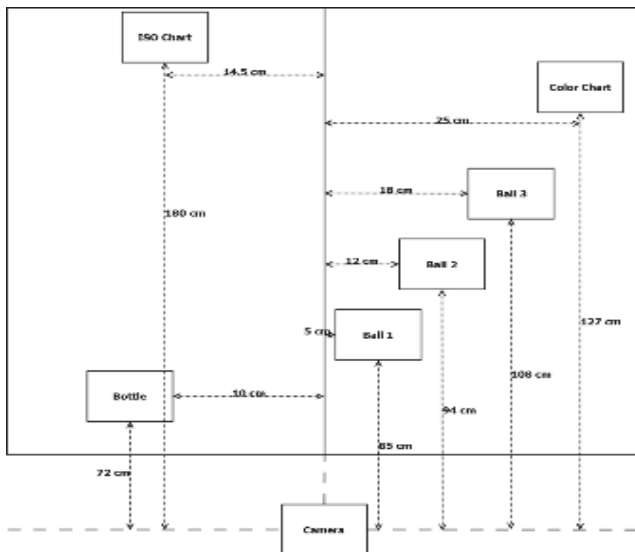 ISO Chart
14.5 cm
Color Chart
25 cm
18 cm
Ball 3
180 cm
12 cm
Ball 2
127 cm
5 cm
Ball 1
108 cm
Bottle
10 cm
94 cm
85 cm
72 cm
Camera